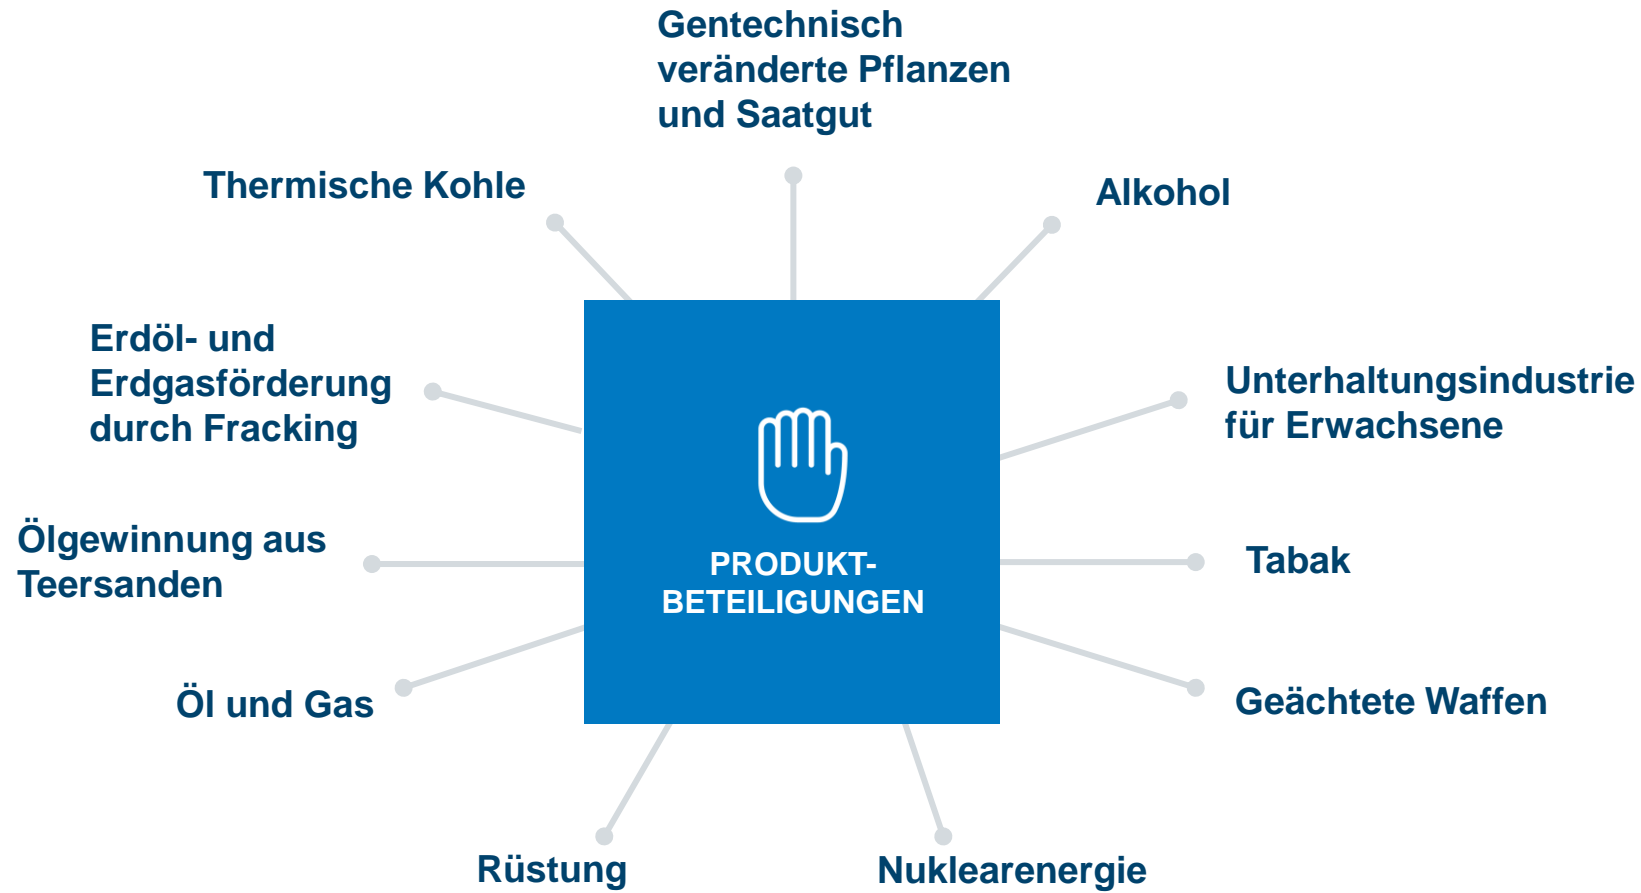 Gentechnisch
veränderte Pflanzen
und Saatgut
Thermische Kohle
Alkohol
Erdöl- und
Erdgasförderung
durch Fracking
Unterhaltungsindustrie
für Erwachsene
Ölgewinnung aus
Teersanden
PRODUKT-
BETEILIGUNGEN
Tabak
Öl und Gas
Geächtete Waffen
Rüstung
Nuklearenergie